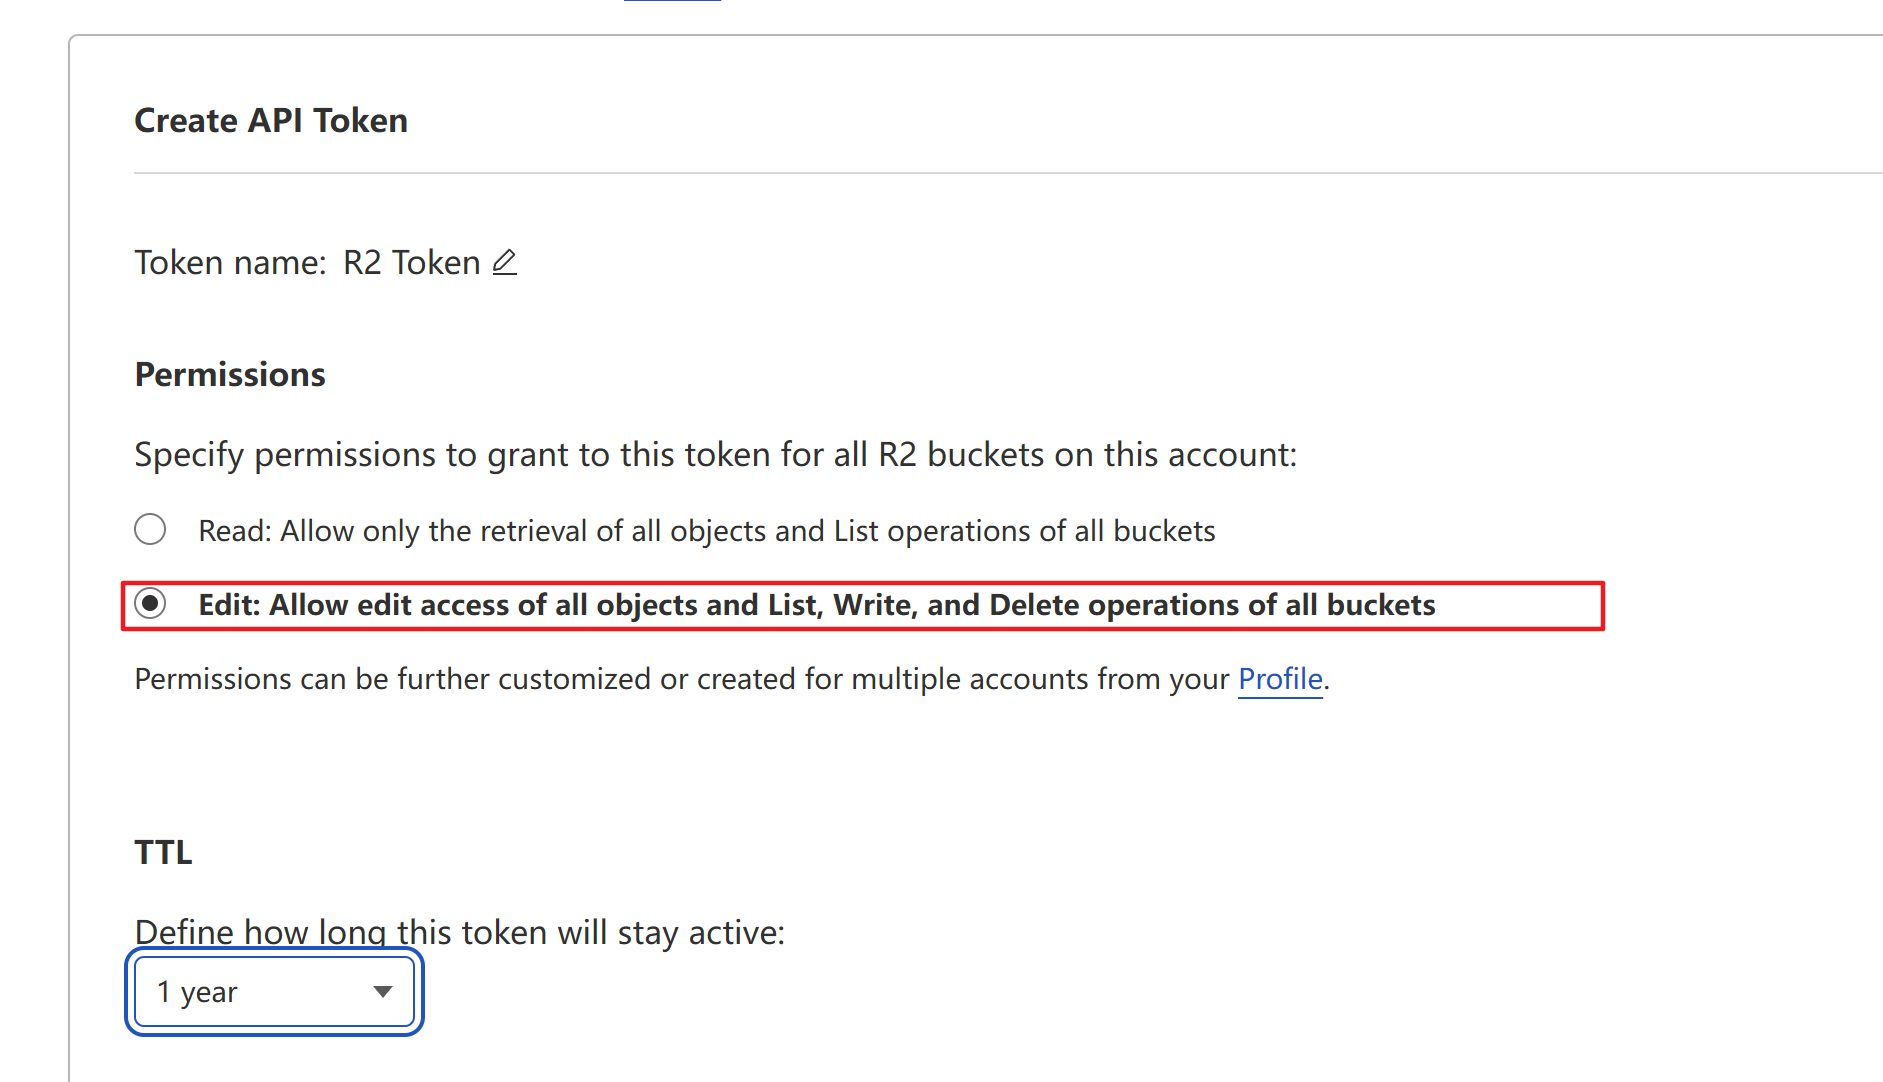 Create API Token
Token name: R2 Token
Permissions
Specify permissions to grant to this token for all R2 buckets on this account:
Read: Allow only the retrieval of all objects and List operations of all buckets
Edit: Allow edit access of all objects and List, Write, and Delete operations of all buckets
Permissions can be further customized or created for multiple accounts from your Profile.
TTL
Define how long this token will stay active:
1 year